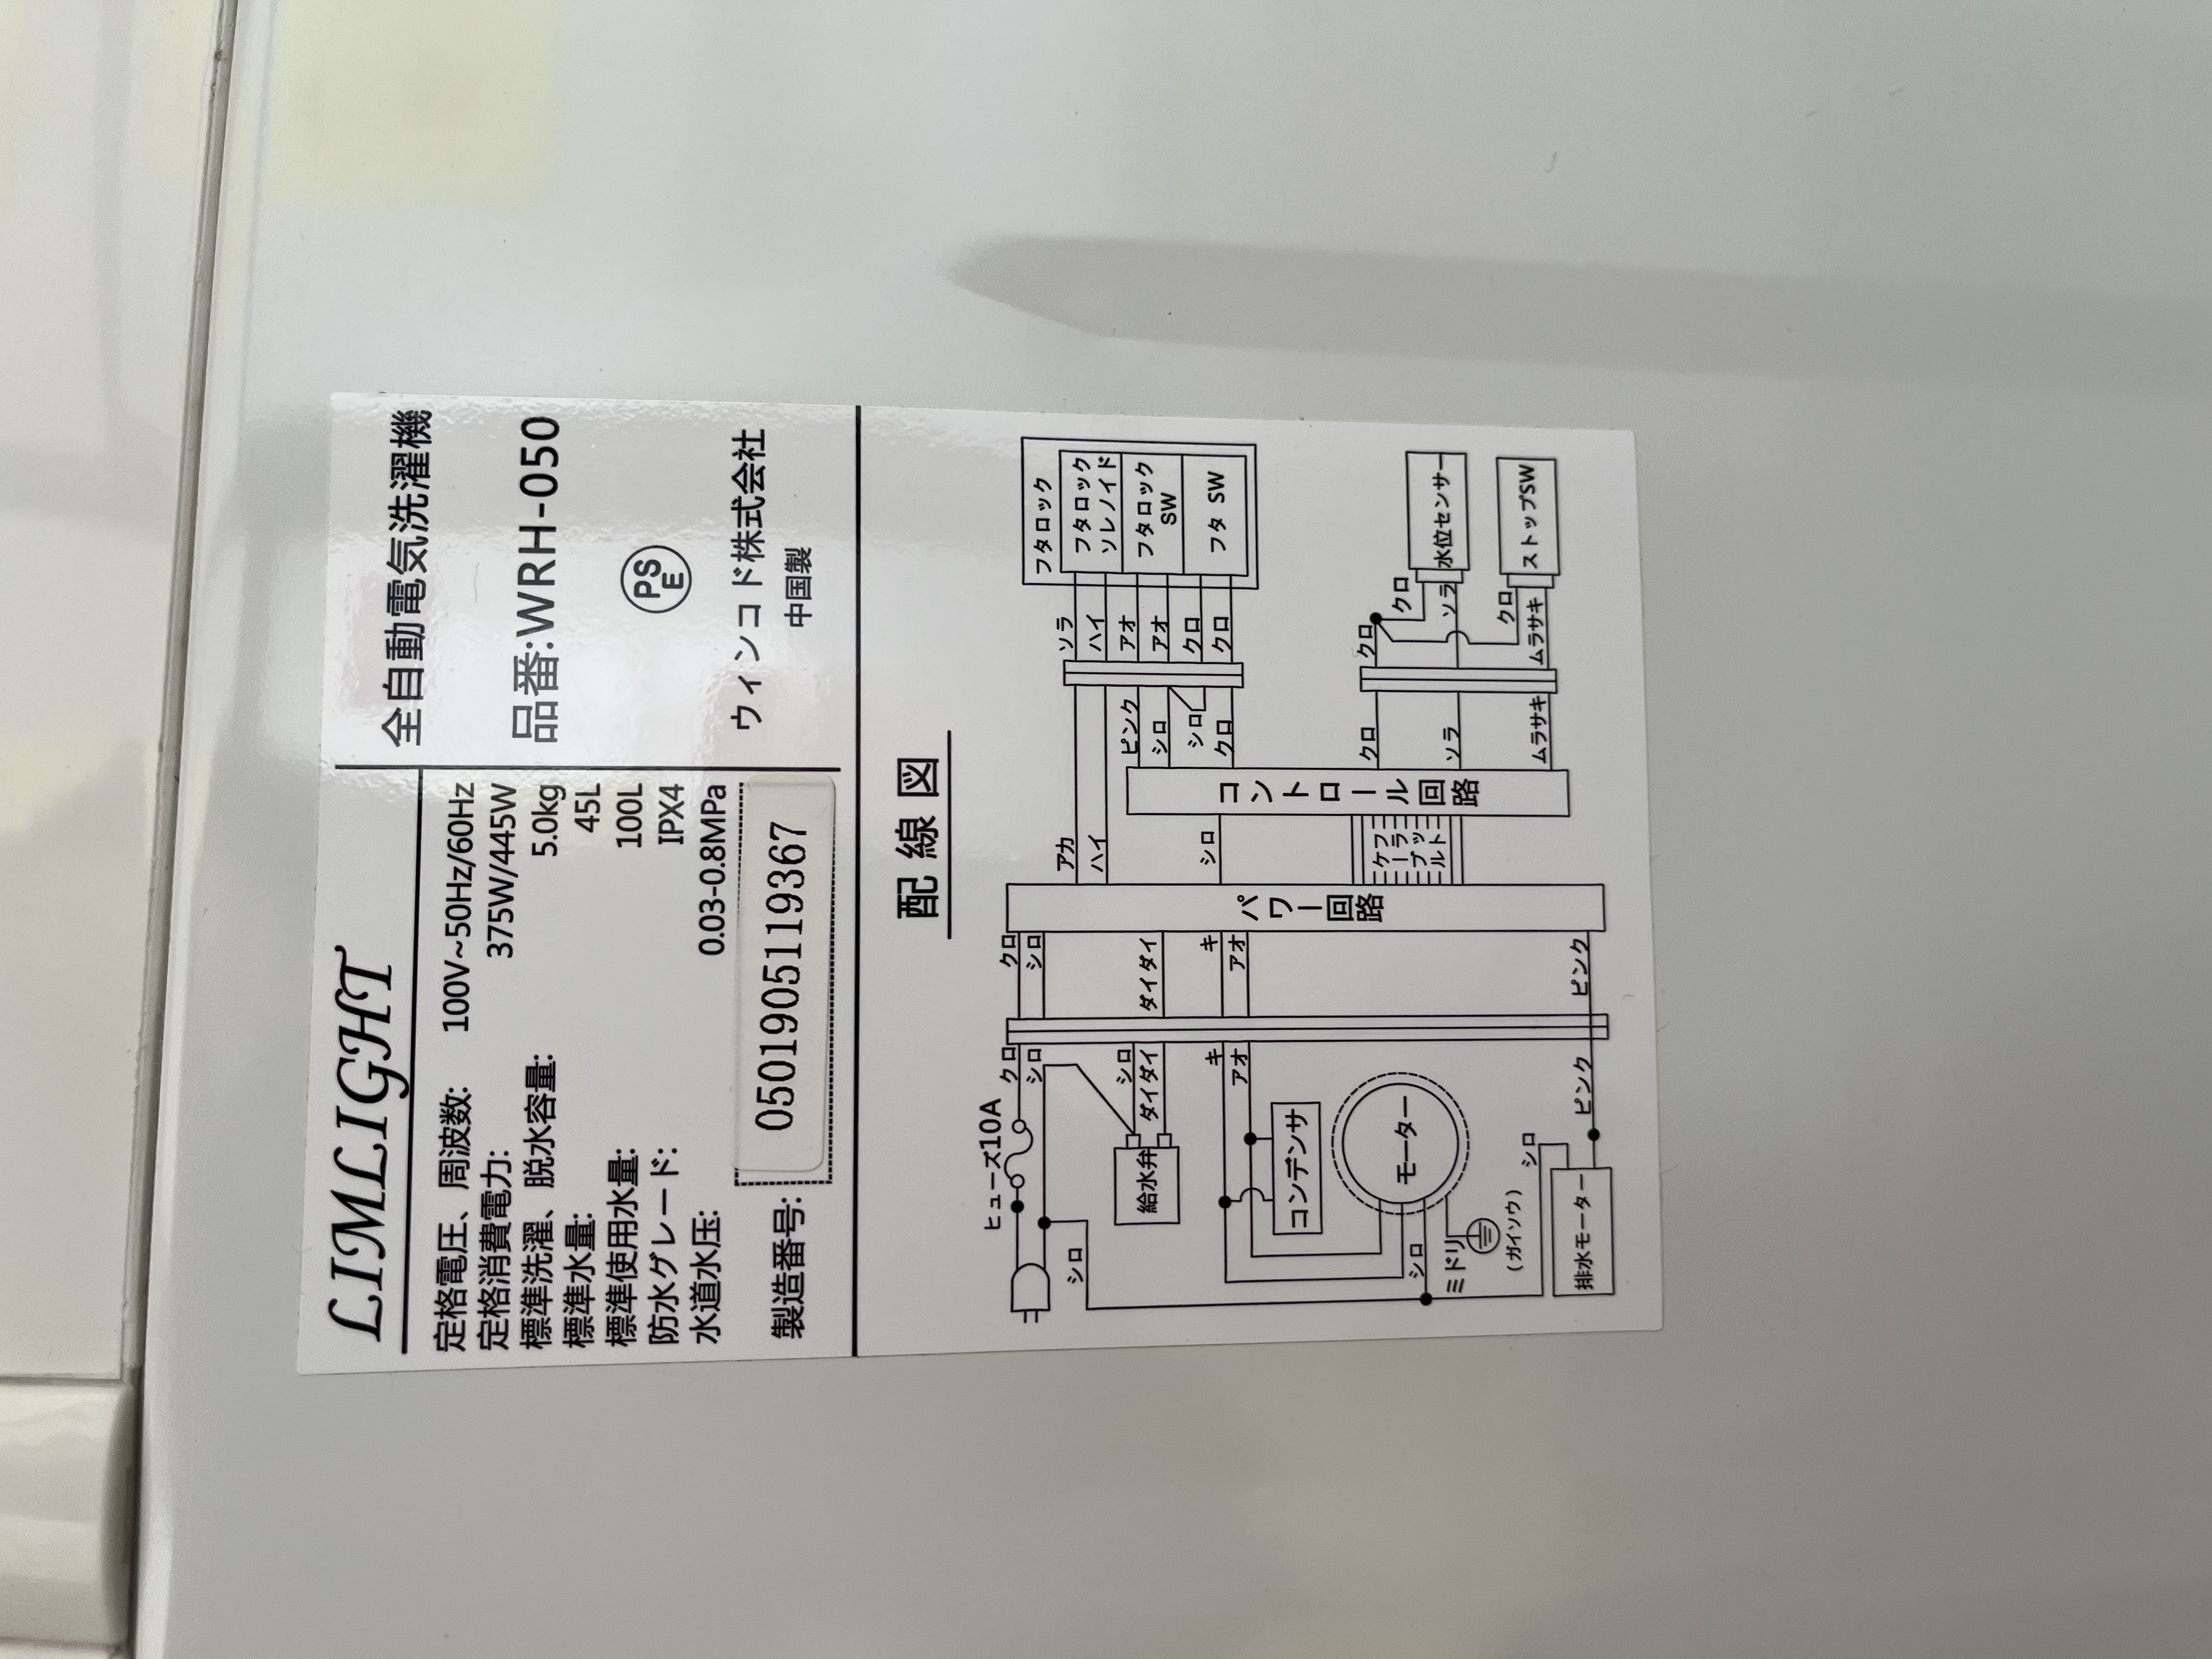 LIMLIGHT
全自動電気洗濯機
定格電圧、周波数: 100V~50Hz/60Hz
定格消費電力: 375W/445W
標準洗濯、脱水容量: 5.0kg
標準水量: 45L
標準使用水量: 100L
防水グレード: IPX4
水道水圧: 0.03-0.8MPa
製造番号: 0501905119367
品番:WRH-050
PS
E
ウィンコド株式会社
中国製
配線図
ヒューズ10A
クロ
シロ
クロ
シロ
シロ
給水弁
シロ
ダイダイ
ダイダイ
キ
アオ
キ
アオ
コンデンサ
モーター
シロ
ミドリ
(ガイソウ)
シロ
排水モーター
ピンク
ピンク
パワー回路
アカ
ハイ
シロ
フラット
ケーブル
コントロール回路
ピンク
シロ
シロ
クロ
ソラ
ハイ
アオ
アオ
クロ
クロ
フタロック
フタロック
ソレノイド
フタロック
SW
フタ SW
クロ
ソラ
ムラサキ
クロ
クロ
ソラ
クロ
ムラサキ
水位センサー
ストップSW